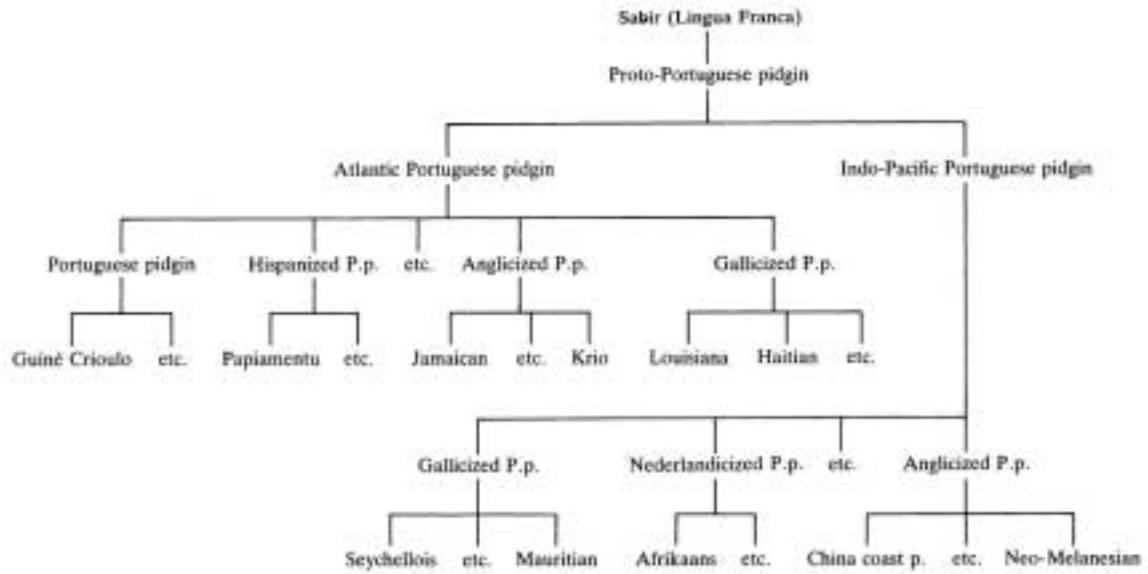 Sabir (Lingua Franca)
Proto-Portuguese pidgin
Atlantic Portuguese pidgin Indo-Pacific Portuguese pidgin
Portuguese pidgin Hispanized P.p. etc. Anglicized P.p. Gallicized P.p.
Guiné Crioulo etc. Papiamentu etc. Jamaican etc. Krio Louisiana Haitian etc.
Gallicized P.p. Nederlandicized P.p. etc. Anglicized P.p.
Seychellois etc. Mauritian Afrikaans etc. China coast p. etc. Neo-Melanesian